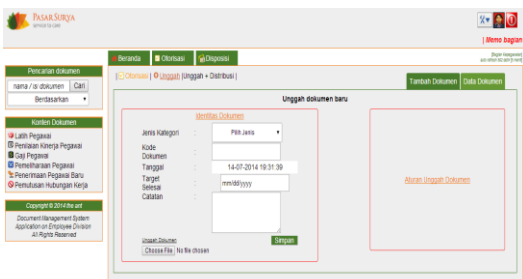 PASAR SURYA
service to care
| Memo bagian
Beranda
Otorisasi
Disposisi
| Otorisasi | Unggah | Unggah + Distribusi |
Tambah Dokumen
Data Dokumen
Pencarian dokumen
nama / isi dokumen
Cari
Berdasarkan
Konten Dokumen
Latih Pegawai
Penilaian Kinerja Pegawai
Gaji Pegawai
Pemeliharaan Pegawai
Penerimaan Pegawai Baru
Pemutusan Hubungan Kerja
Copyright © 2014 the ant
Document Management System
Application on Employee Division
All Rights Reserved
Unggah dokumen baru
Identitas Dokumen
Jenis Kategori : Pilih Jenis
Kode
Dokumen :
Tanggal : 14-07-2014 19:31:39
Target
Selesai : mm/dd/yyyy
Catatan :
Unggah Dokumen
Simpan
Choose File No file chosen
Aturan Unggah Dokumen